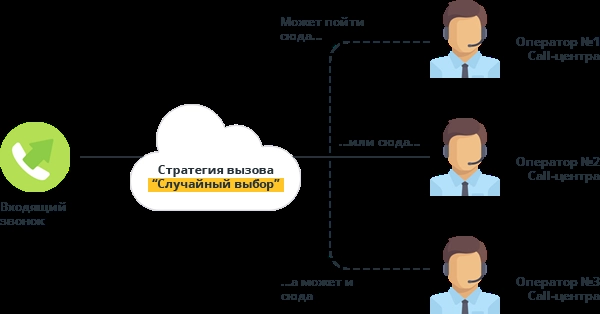 Может пойти
сюда...
Оператор №1
Call-центра
...или сюда...
Стратегия вызова
“Случайный выбор”
Оператор №2
Call-центра
Входящий
звонок
...а может и
сюда
Оператор №3
Call-центра